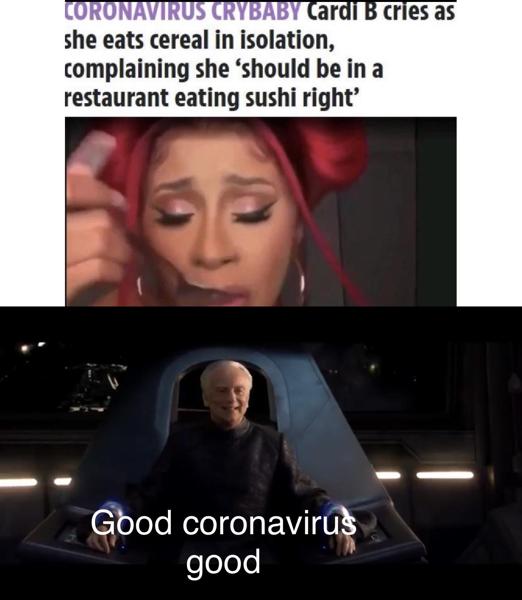 CORONAVIRUS CRYBABY Cardi B cries as
she eats cereal in isolation,
complaining she ‘should be in a
restaurant eating sushi right’
Good coronavirus
good